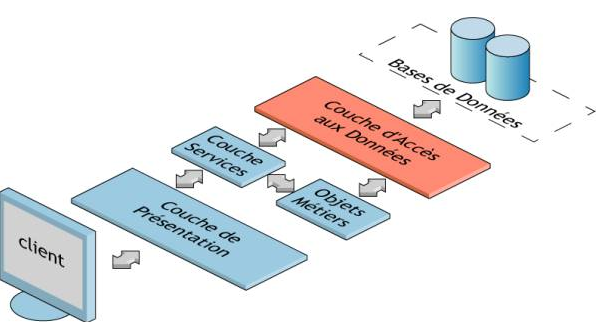 Bases de Données
Couche d'Accès
aux Données
Couche
Services
Objets
Métiers
Couche de
Présentation
client